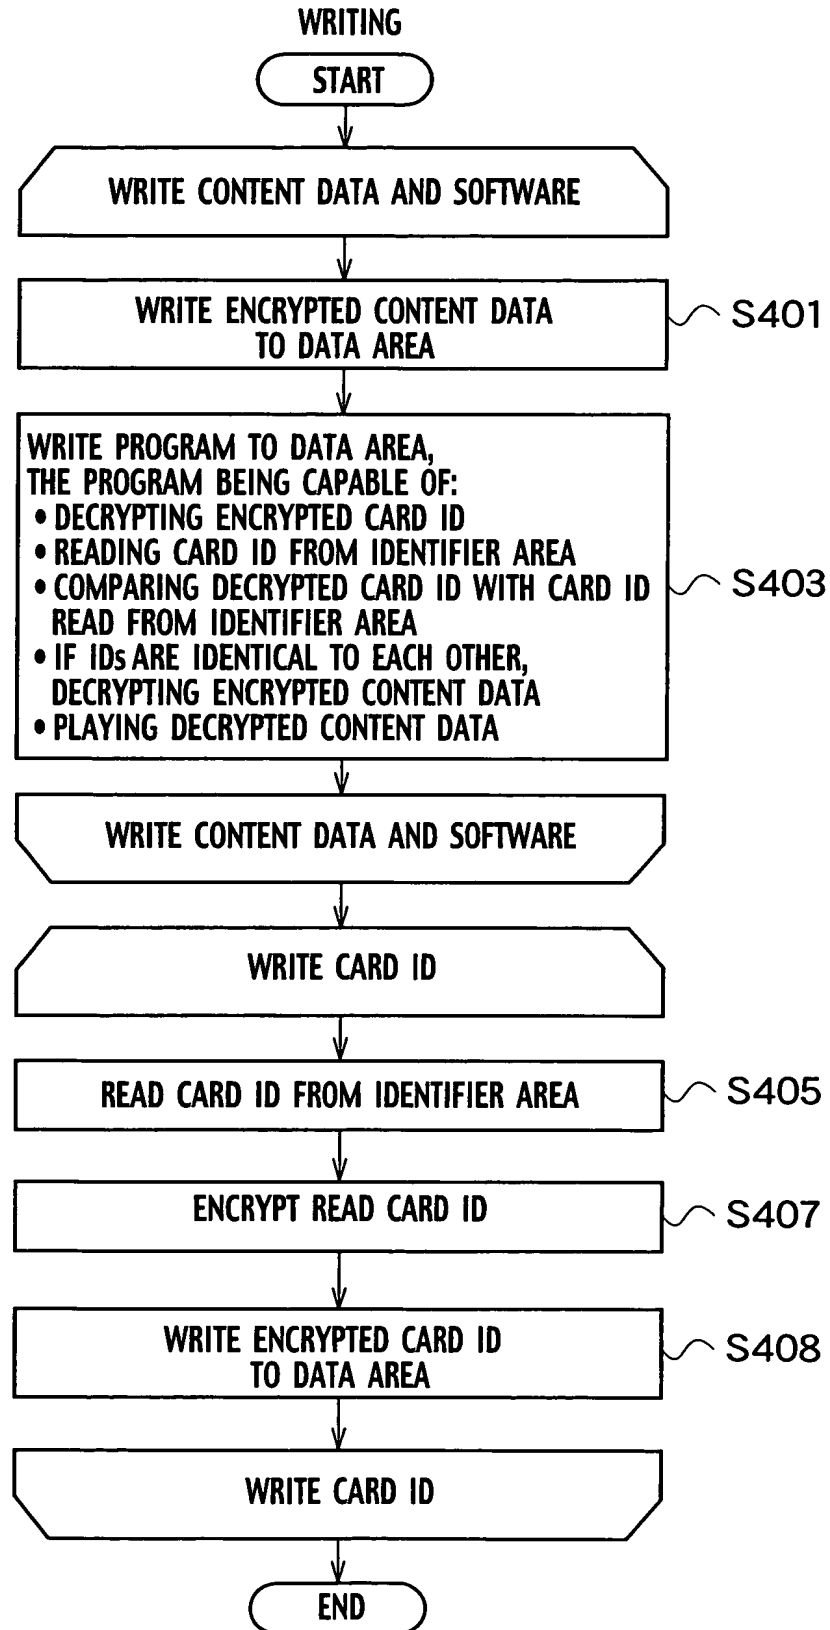 WRITING
START
WRITE CONTENT DATA AND SOFTWARE
WRITE ENCRYPTED CONTENT DATA
TO DATA AREA
S401
WRITE PROGRAM TO DATA AREA,
THE PROGRAM BEING CAPABLE OF:
• DECRYPTING ENCRYPTED CARD ID
• READING CARD ID FROM IDENTIFIER AREA
• COMPARING DECRYPTED CARD ID WITH CARD ID
READ FROM IDENTIFIER AREA
• IF IDs ARE IDENTICAL TO EACH OTHER,
DECRYPTING ENCRYPTED CONTENT DATA
• PLAYING DECRYPTED CONTENT DATA
S403
WRITE CONTENT DATA AND SOFTWARE
WRITE CARD ID
READ CARD ID FROM IDENTIFIER AREA
S405
ENCRYPT READ CARD ID
S407
WRITE ENCRYPTED CARD ID
TO DATA AREA
S408
WRITE CARD ID
END